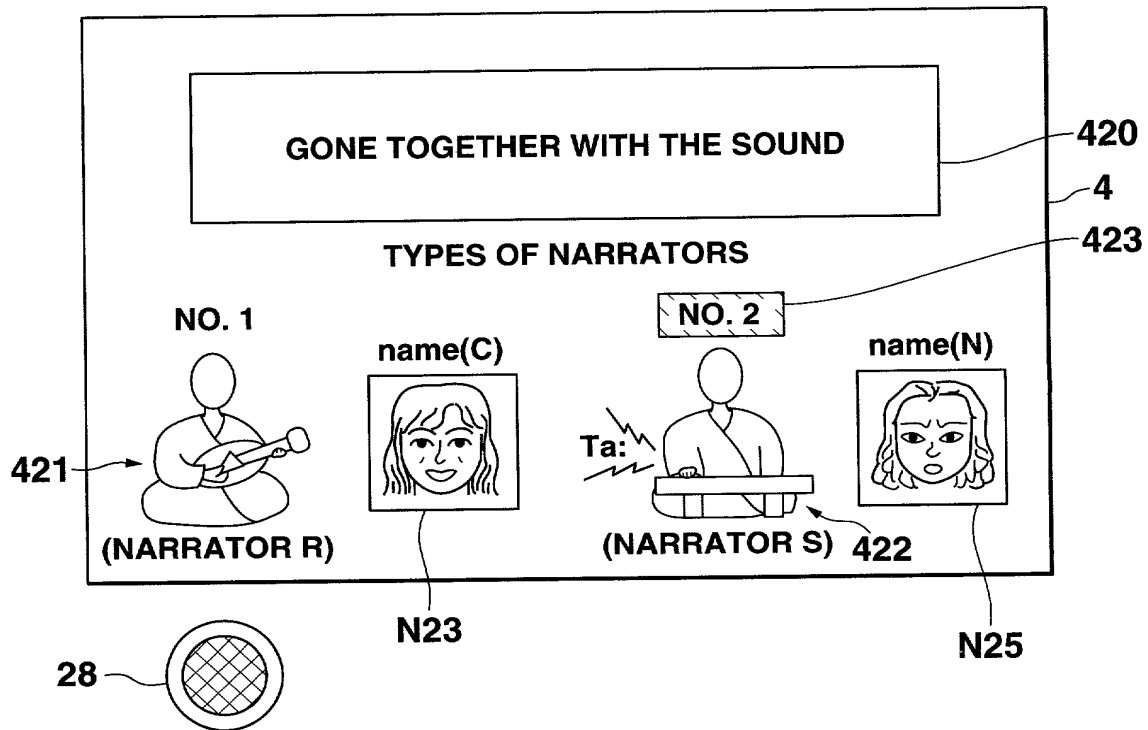 GONE TOGETHER WITH THE SOUND
420
4
TYPES OF NARRATORS
423
NO. 1
NO. 2
name(C)
name(N)
Ta:
421
(NARRATOR R)
(NARRATOR S)
422
N23
N25
28